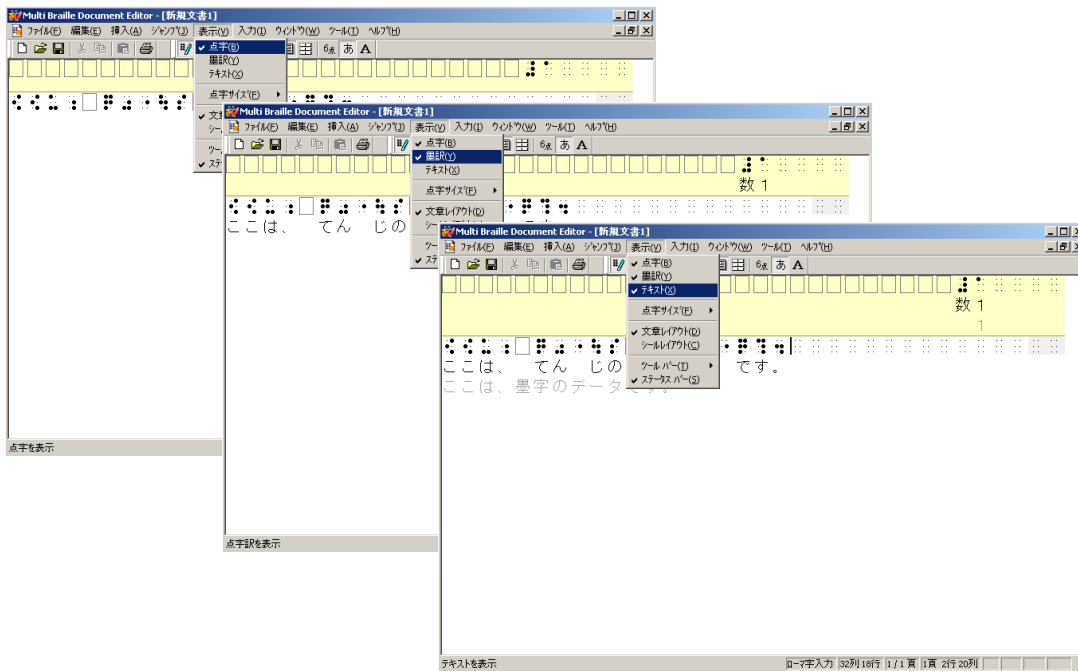 Multi Braille Document Editor - [新規文書1]
ﾌｧｲﾙ(F) 編集(E) 挿入(A) ｼﾞｬﾝﾌﾟ(J) 表示(V) 入力(I) ｳｨﾝﾄﾞｳ(W) ﾂｰﾙ(T) ﾍﾙﾌﾟ(H)
6点 あ A
✓ 点字(B)
墨訳(Y)
ﾃｷｽﾄ(X)
点字ｻｲｽﾞ(F)
点字を表示
Multi Braille Document Editor - [新規文書1]
ﾌｧｲﾙ(F) 編集(E) 挿入(A) ｼﾞｬﾝﾌﾟ(J) 表示(V) 入力(I) ｳｨﾝﾄﾞｳ(W) ﾂｰﾙ(T) ﾍﾙﾌﾟ(H)
6点 あ A
✓ 点字(B)
✓ 墨訳(Y)
ﾃｷｽﾄ(X)
点字ｻｲｽﾞ(F)
✓ 文章ﾚｲｱｳﾄ(D)
数 1
ここは、 てん じの
点字訳を表示
Multi Braille Document Editor - [新規文書1]
ﾌｧｲﾙ(F) 編集(E) 挿入(A) ｼﾞｬﾝﾌﾟ(J) 表示(V) 入力(I) ｳｨﾝﾄﾞｳ(W) ﾂｰﾙ(T) ﾍﾙﾌﾟ(H)
6点 あ A
✓ 点字(B)
✓ 墨訳(Y)
✓ ﾃｷｽﾄ(X)
点字ｻｲｽﾞ(F)
✓ 文章ﾚｲｱｳﾄ(D)
ｼｰﾙﾚｲｱｳﾄ(C)
ﾂｰﾙ ﾊﾞｰ(T)
✓ ｽﾃｰﾀｽ ﾊﾞｰ(S)
数 1
1
ここは、 てん じの です。
ここは、墨字のデータです。
テキストを表示
ﾛｰﾏ字入力 32列 18行 1 / 1 頁 1頁 2行 20列